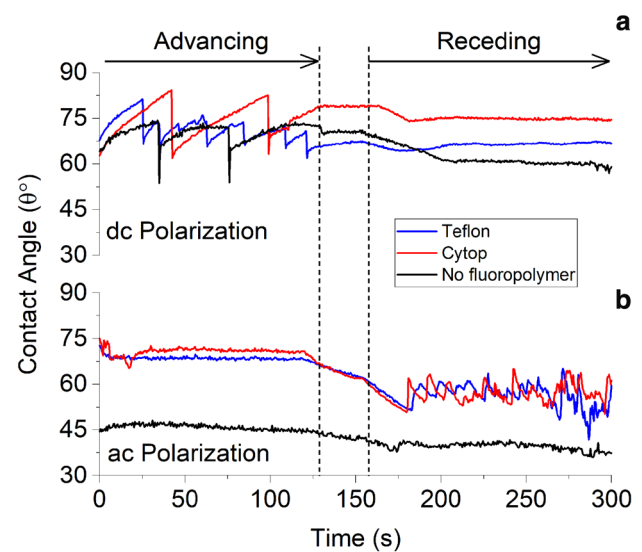 a
Advancing Receding
90
75
60
45
30
dc Polarization
Teflon
Cytop
No fluoropolymer
Contact Angle (θ°)
b
90
75
60
45
30
ac Polarization
0 50 100 150 200 250 300
Time (s)